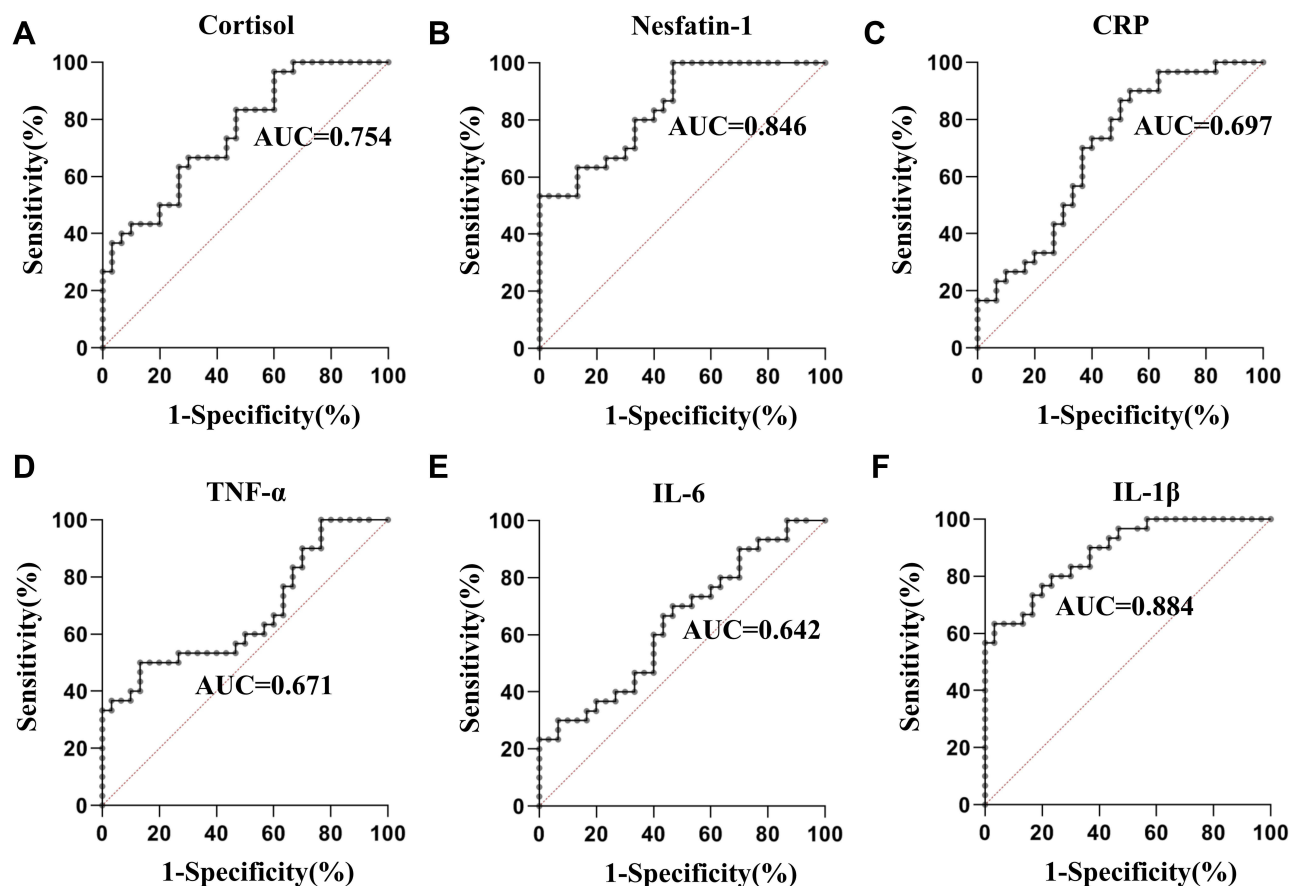 A
Cortisol
100
80
60
40
20
0
Sensitivity(%)
AUC=0.754
0 20 40 60 80 100
1-Specificity(%)
B
Nesfatin-1
100
80
60
40
20
0
Sensitivity(%)
AUC=0.846
0 20 40 60 80 100
1-Specificity(%)
C
CRP
100
80
60
40
20
0
Sensitivity(%)
AUC=0.697
0 20 40 60 80 100
1-Specificity(%)
D
TNF-α
100
80
60
40
20
0
Sensitivity(%)
AUC=0.671
0 20 40 60 80 100
1-Specificity(%)
E
IL-6
100
80
60
40
20
0
Sensitivity(%)
AUC=0.642
0 20 40 60 80 100
1-Specificity(%)
F
IL-1β
100
80
60
40
20
0
Sensitivity(%)
AUC=0.884
0 20 40 60 80 100
1-Specificity(%)